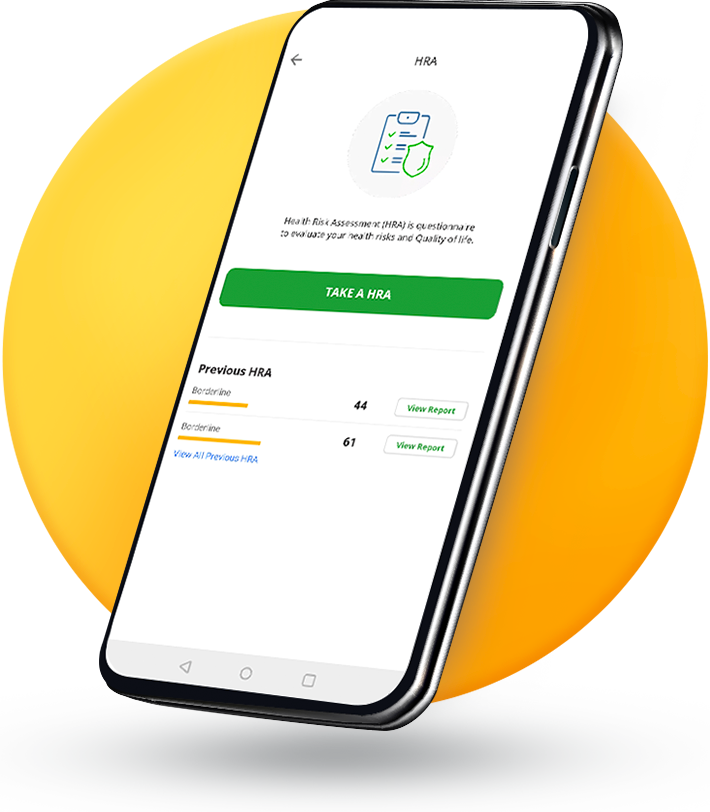 HRA
Health Risk Assessment (HRA) is questionnaire
to evaluate your health risks and Quality of life.
TAKE A HRA
Previous HRA
Borderline
44
View Report
Borderline
61
View Report
View All Previous HRA